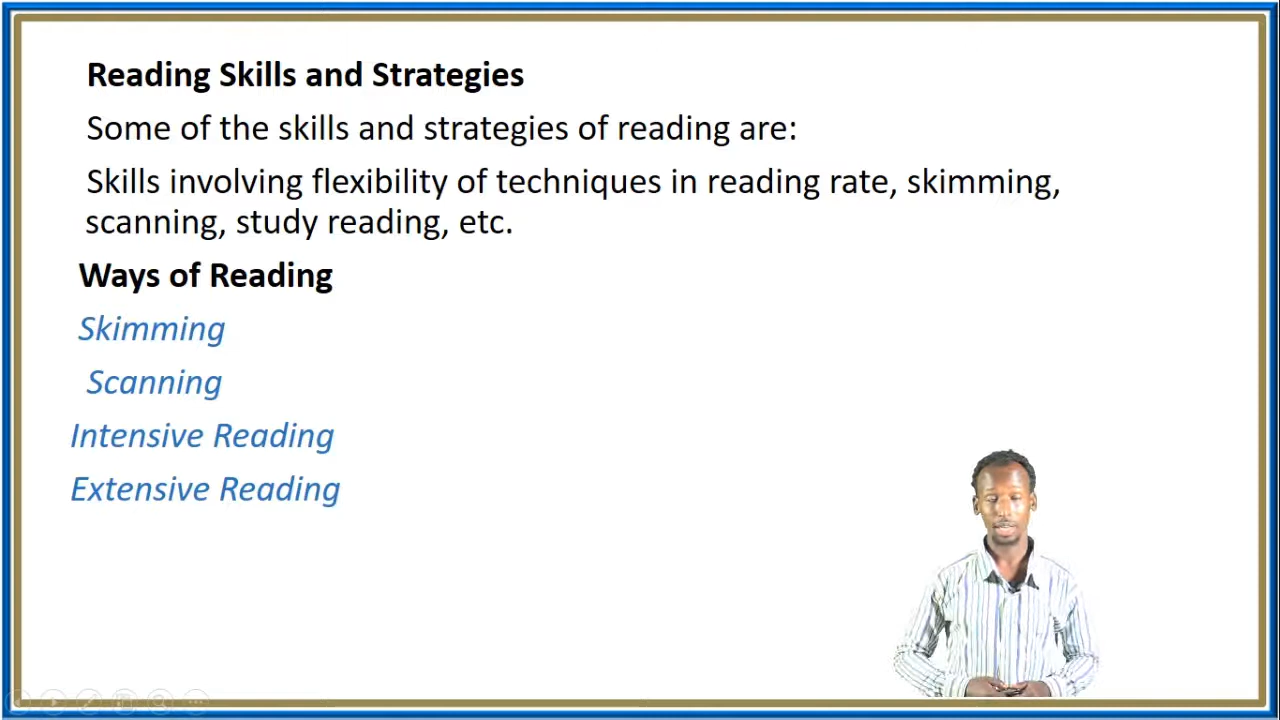 Reading Skills and Strategies
Some of the skills and strategies of reading are:
Skills involving flexibility of techniques in reading rate, skimming,
scanning, study reading, etc.
Ways of Reading
Skimming
Scanning
Intensive Reading
Extensive Reading